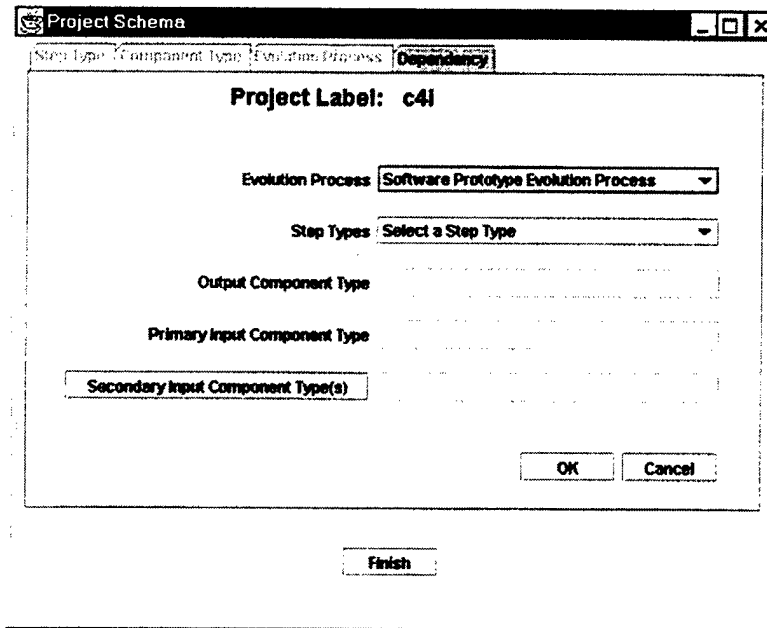 Project Schema
Step Type Component Type Evolution Process Dependency
Project Label: c4i
Evolution Process Software Prototype Evolution Process
Step Types Select a Step Type
Output Component Type
Primary Input Component Type
Secondary Input Component Type(s)
OK Cancel
Finish